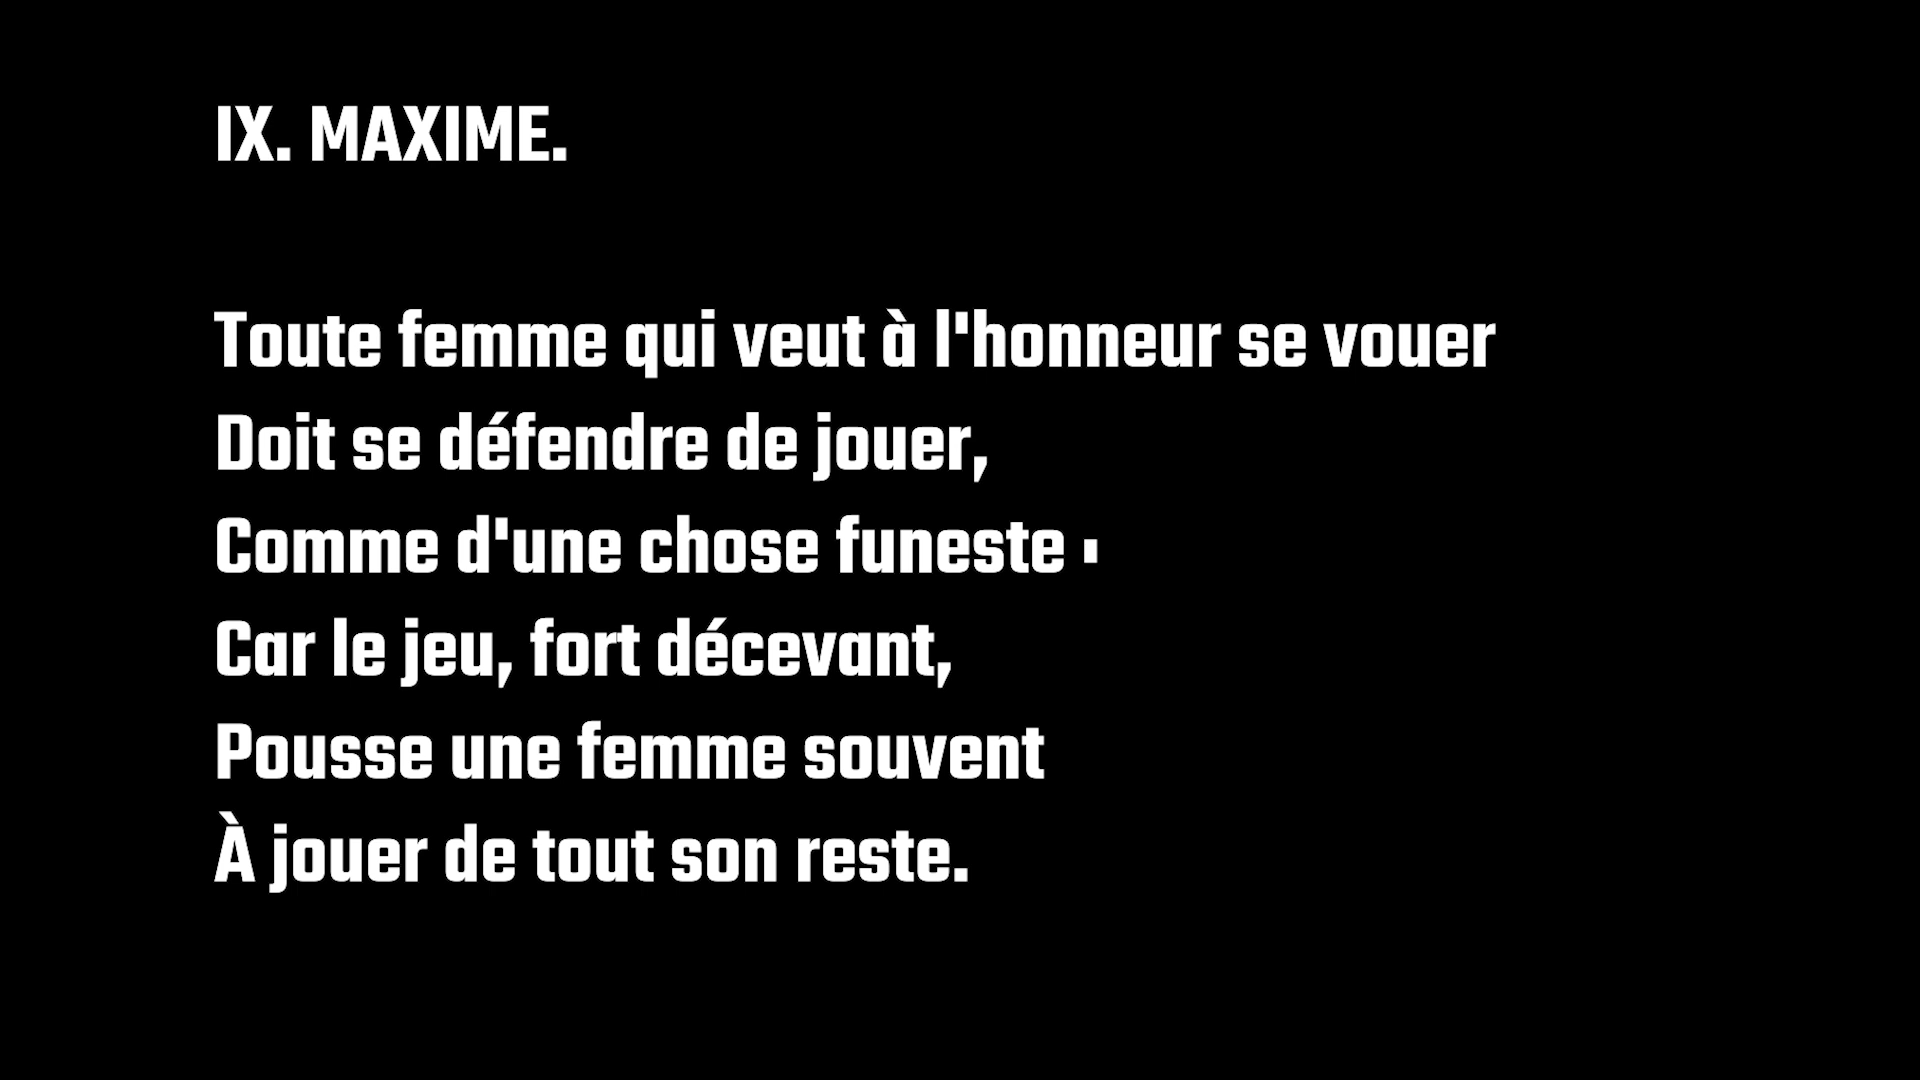 IX. MAXIME.
Toute femme qui veut à l'honneur se vouer
Doit se défendre de jouer,
Comme d'une chose funeste :
Car le jeu, fort décevant,
Pousse une femme souvent
À jouer de tout son reste.